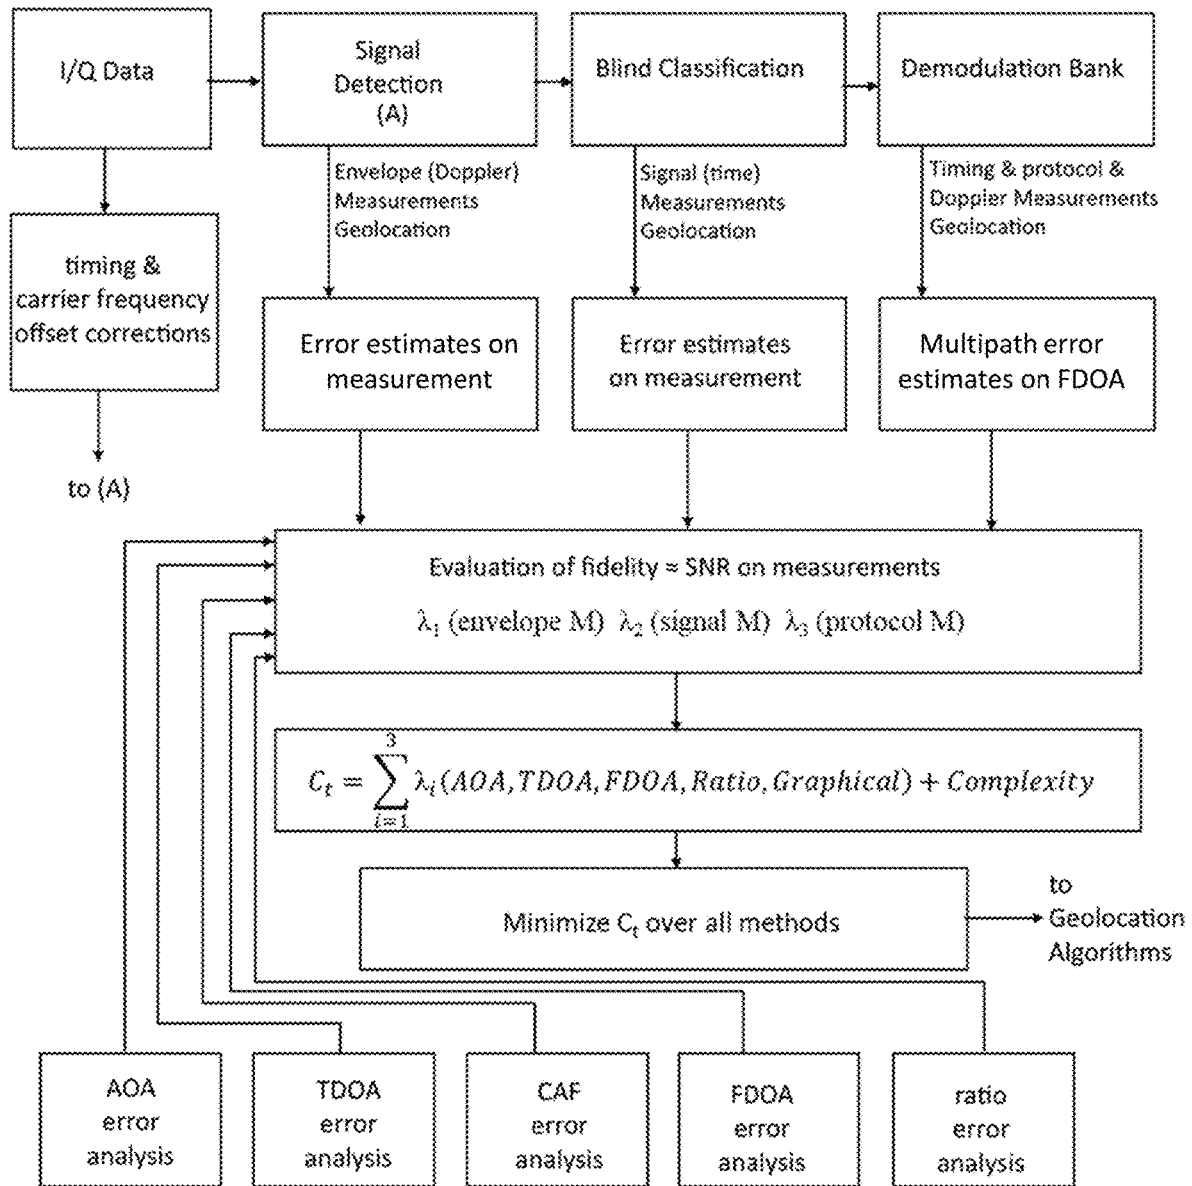 I/Q Data
Signal
Detection
(A)
Blind Classification
Demodulation Bank
Envelope (Doppler)
Measurements
Geolocation
Signal (time)
Measurements
Geolocation
Timing & protocol &
Doppler Measurements
Geolocation
timing &
carrier frequency
offset corrections
to (A)
Error estimates on
measurement
Error estimates
on measurement
Multipath error
estimates on FDOA
Evaluation of fidelity = SNR on measurements
λ₁ (envelope M) λ₂ (signal M) λ₃ (protocol M)
C_t = ∑_{i=1}^{3} λ_i(AOA, TDOA, FDOA, Ratio, Graphical) + Complexity
Minimize Cₜ over all methods
to
Geolocation
Algorithms
AOA
error
analysis
TDOA
error
analysis
CAF
error
analysis
FDOA
error
analysis
ratio
error
analysis